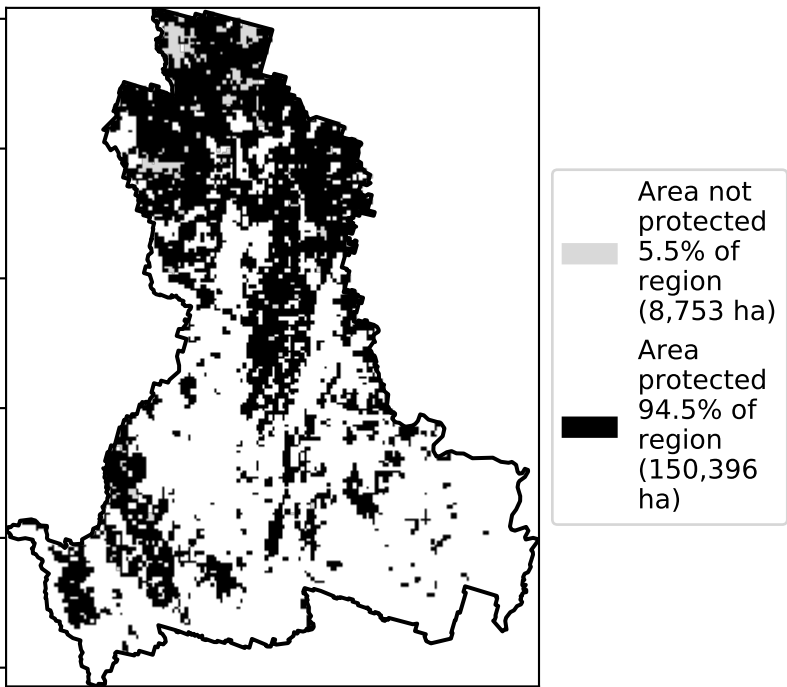 Area not
protected
5.5% of
region
(8,753 ha)
Area
protected
94.5% of
region
(150,396
ha)